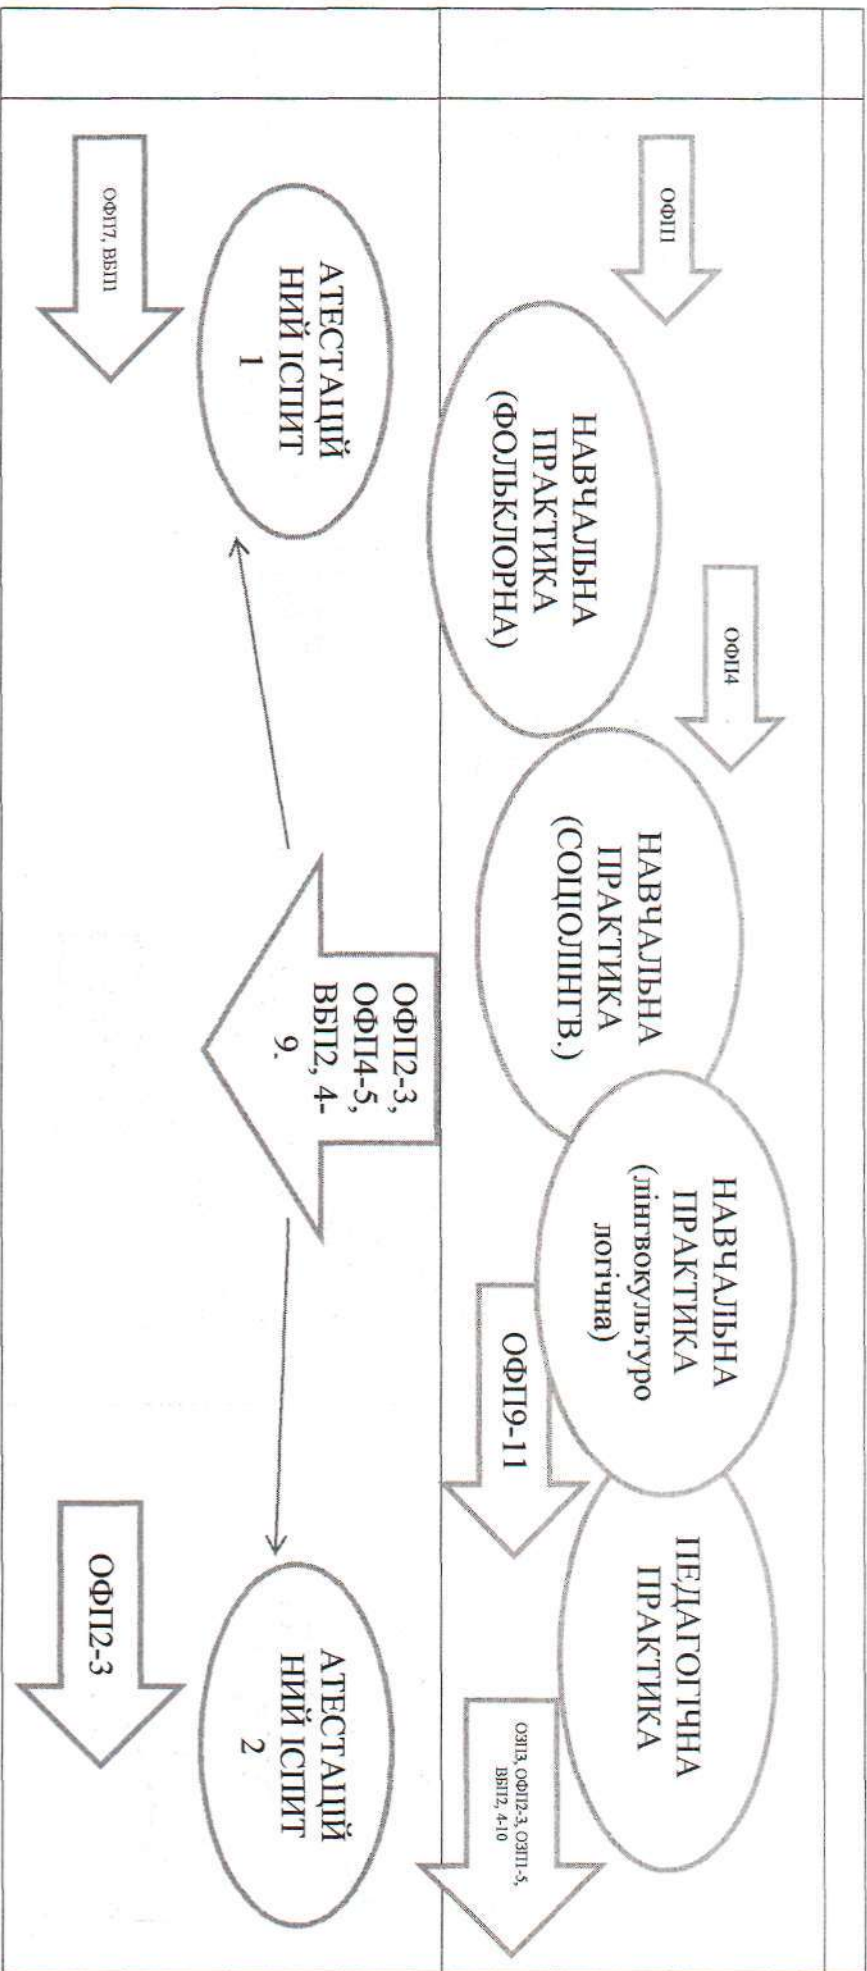 ОФП1
НАВЧАЛЬНА
ПРАКТИКА
(ФОЛЬКЛОРНА)
ОФП4
НАВЧАЛЬНА
ПРАКТИКА
(СОЦІОЛІНГВ.)
НАВЧАЛЬНА
ПРАКТИКА
(лінгвокультуро
логічна)
ОФП9-11
ПЕДАГОГІЧНА
ПРАКТИКА
ОЗП3, ОФП2-3, ОЗП1-5,
ВБП2, 4-10
ОФП7, ВБП1
АТЕСТАЦІЙ
НИЙ ІСПИТ
1
ОФП2-3,
ОФП4-5,
ВБП2, 4-
9.
АТЕСТАЦІЙ
НИЙ ІСПИТ
2
ОФП2-3